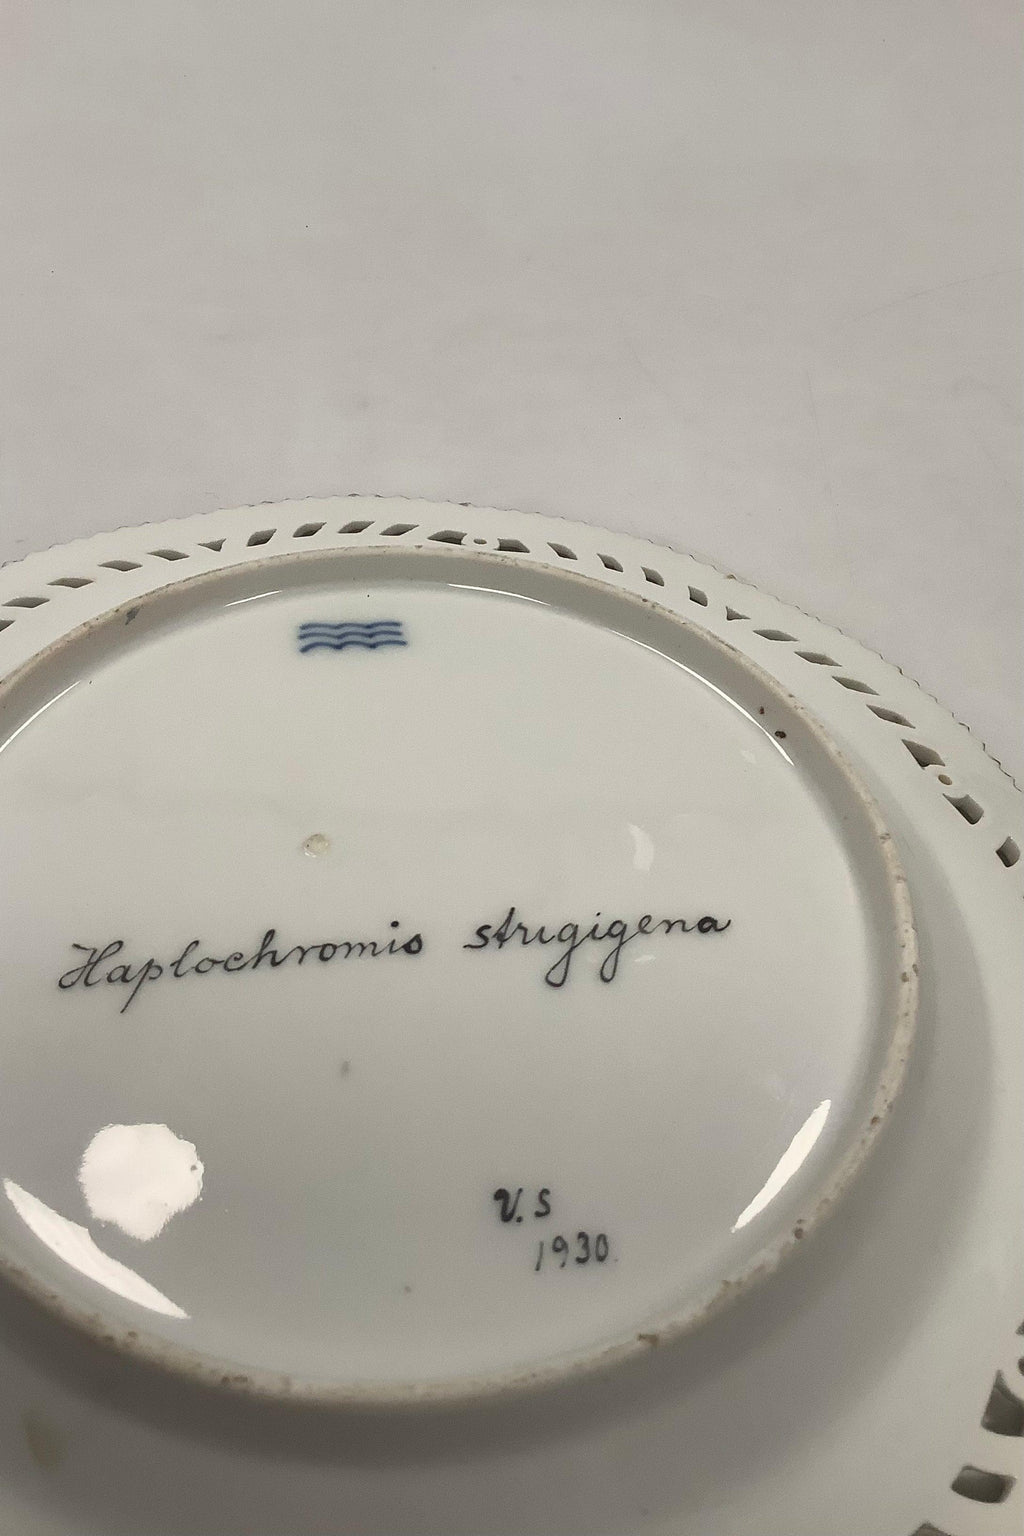 Haplochromis strigigena
V. S
1930.